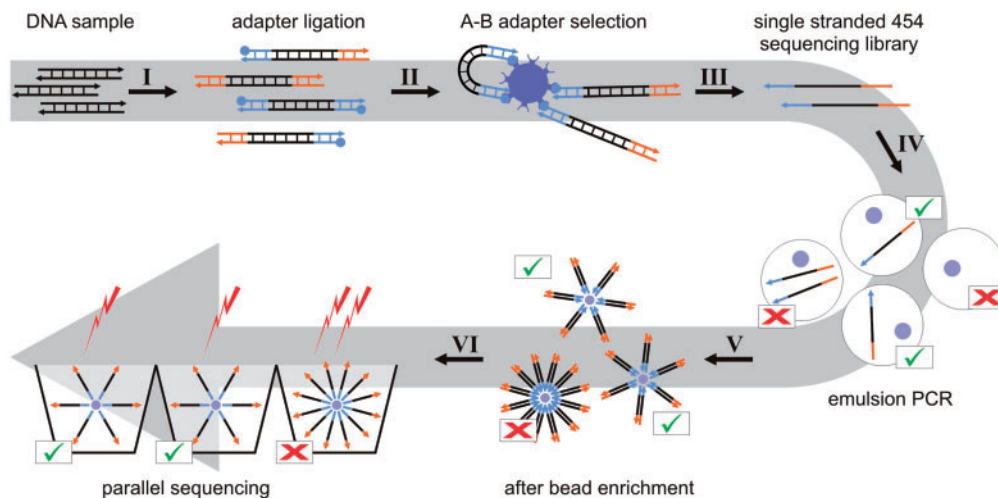 DNA sample
adapter ligation
A-B adapter selection
single stranded 454
sequencing library
I
II
III
IV
emulsion PCR
V
VI
after bead enrichment
parallel sequencing